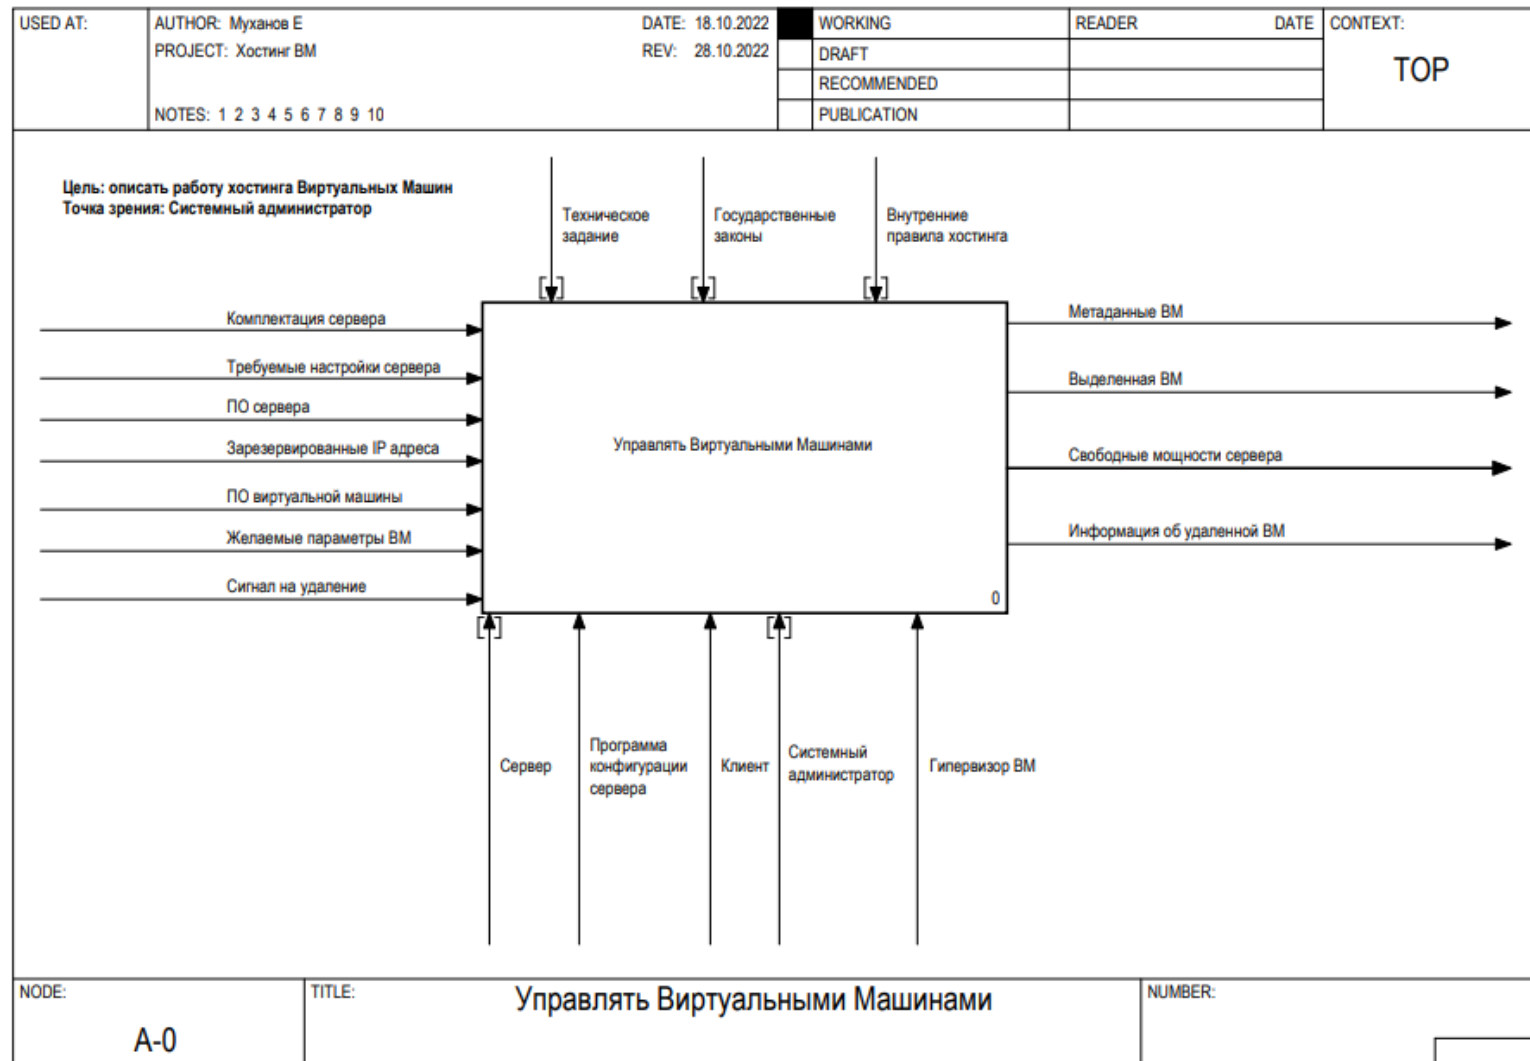 USED AT:
AUTHOR: Муханов Е
DATE: 18.10.2022
WORKING
READER
DATE
CONTEXT:
PROJECT: Хостинг ВМ
REV: 28.10.2022
DRAFT
TOP
RECOMMENDED
NOTES: 1 2 3 4 5 6 7 8 9 10
PUBLICATION
Цель: описать работу хостинга Виртуальных Машин
Точка зрения: Системный администратор
Техническое
задание
Государственные
законы
Внутренние
правила хостинга
Комплектация сервера
Требуемые настройки сервера
ПО сервера
Зарезервированные IP адреса
ПО виртуальной машины
Желаемые параметры ВМ
Сигнал на удаление
Управлять Виртуальными Машинами
0
Метаданные ВМ
Выделенная ВМ
Свободные мощности сервера
Информация об удаленной ВМ
Сервер
Программа
конфигурации
сервера
Клиент
Системный
администратор
Гипервизор ВМ
NODE:
A-0
TITLE:
Управлять Виртуальными Машинами
NUMBER: